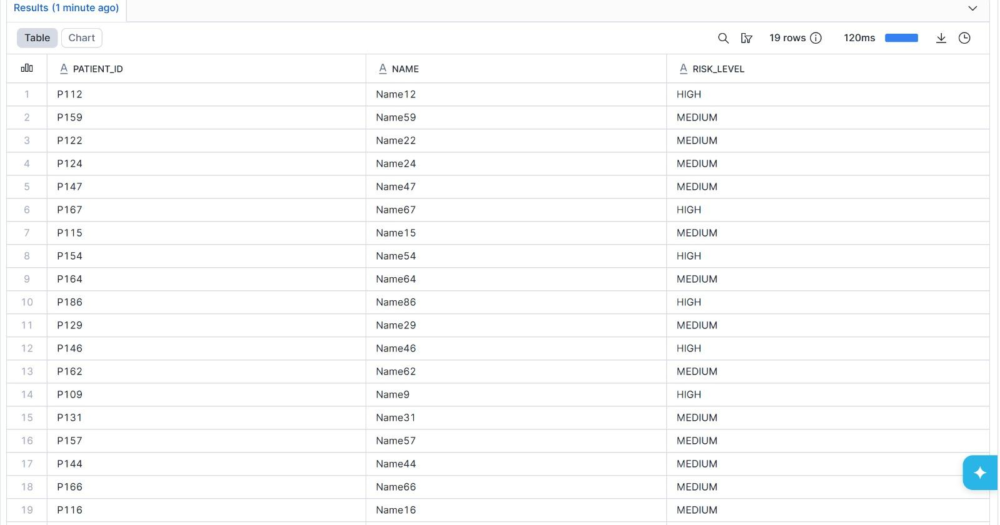 Results (1 minute ago)
Table Chart 19 rows 120ms
A PATIENT_ID A NAME A RISK_LEVEL
1 P112 Name12 HIGH
2 P159 Name59 MEDIUM
3 P122 Name22 MEDIUM
4 P124 Name24 MEDIUM
5 P147 Name47 MEDIUM
6 P167 Name67 HIGH
7 P115 Name15 MEDIUM
8 P154 Name54 HIGH
9 P164 Name64 MEDIUM
10 P186 Name86 HIGH
11 P129 Name29 MEDIUM
12 P146 Name46 HIGH
13 P162 Name62 MEDIUM
14 P109 Name9 HIGH
15 P131 Name31 MEDIUM
16 P157 Name57 MEDIUM
17 P144 Name44 MEDIUM
18 P166 Name66 MEDIUM
19 P116 Name16 MEDIUM